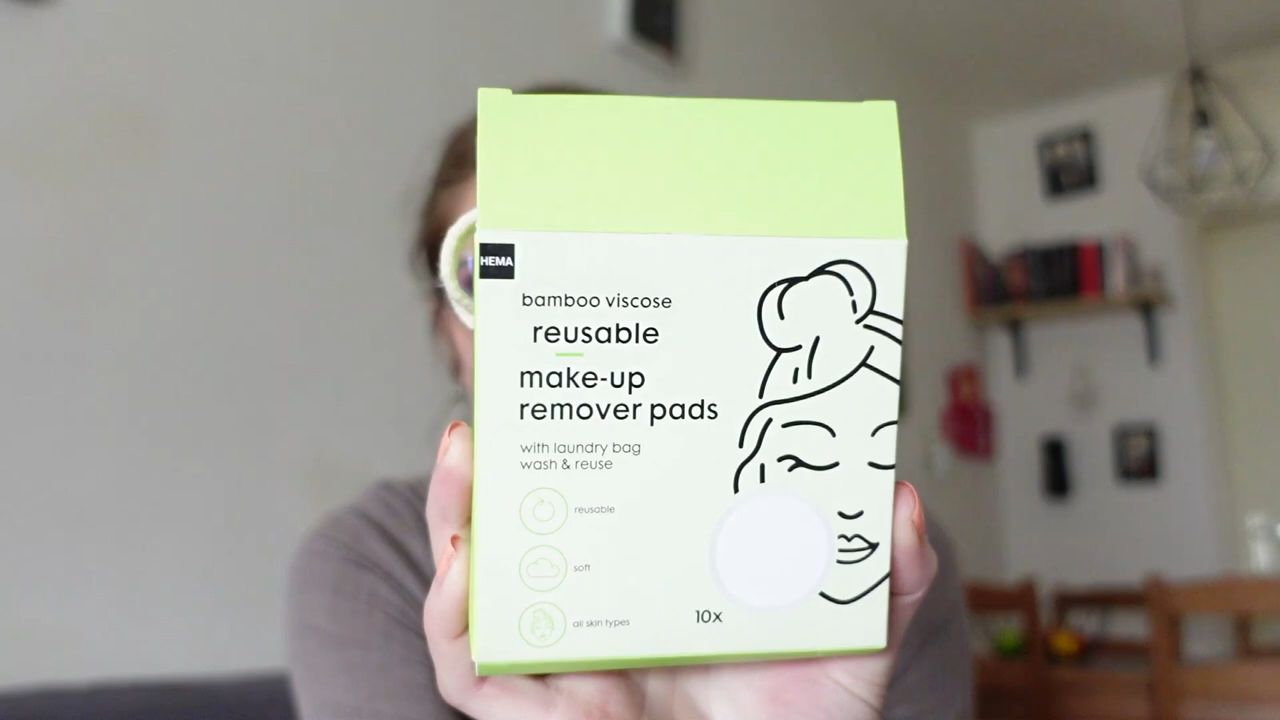 HEMA
bamboo viscose
reusable
make-up
remover pads
with laundry bag
wash & reuse
reusable
soft
all skin types
10x